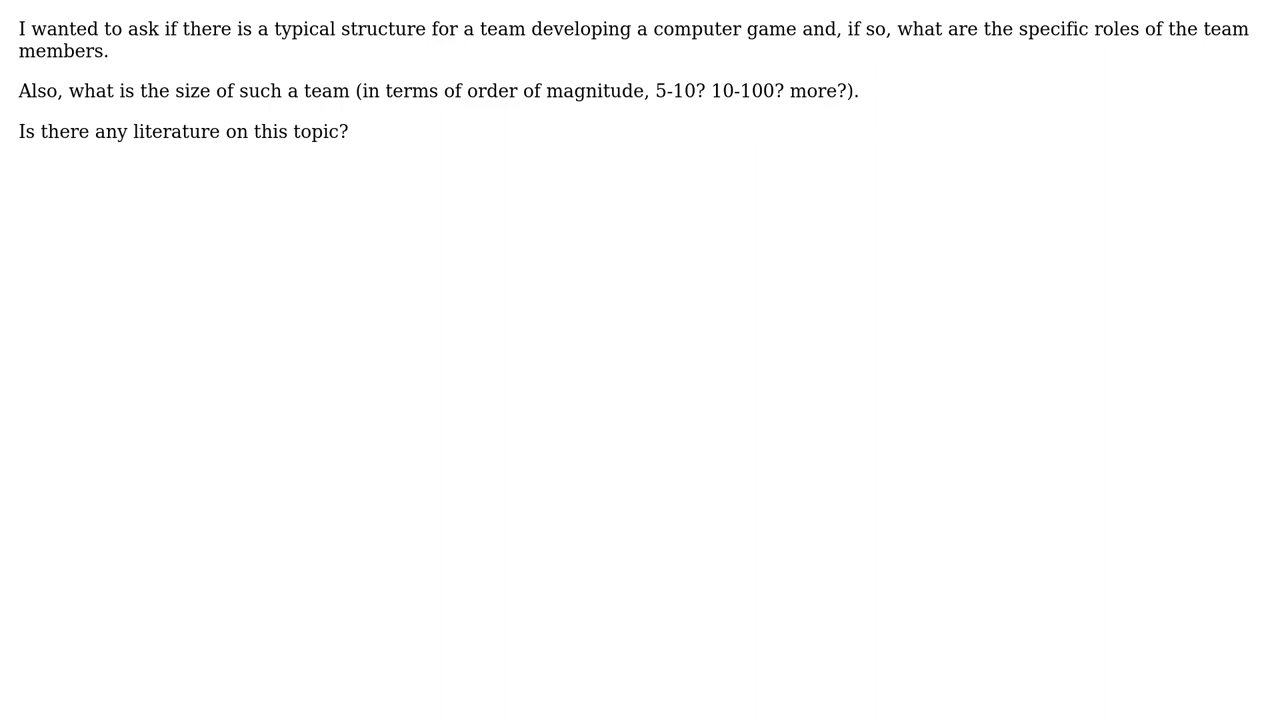 I wanted to ask if there is a typical structure for a team developing a computer game and, if so, what are the specific roles of the team
members.
Also, what is the size of such a team (in terms of order of magnitude, 5-10? 10-100? more?).
Is there any literature on this topic?